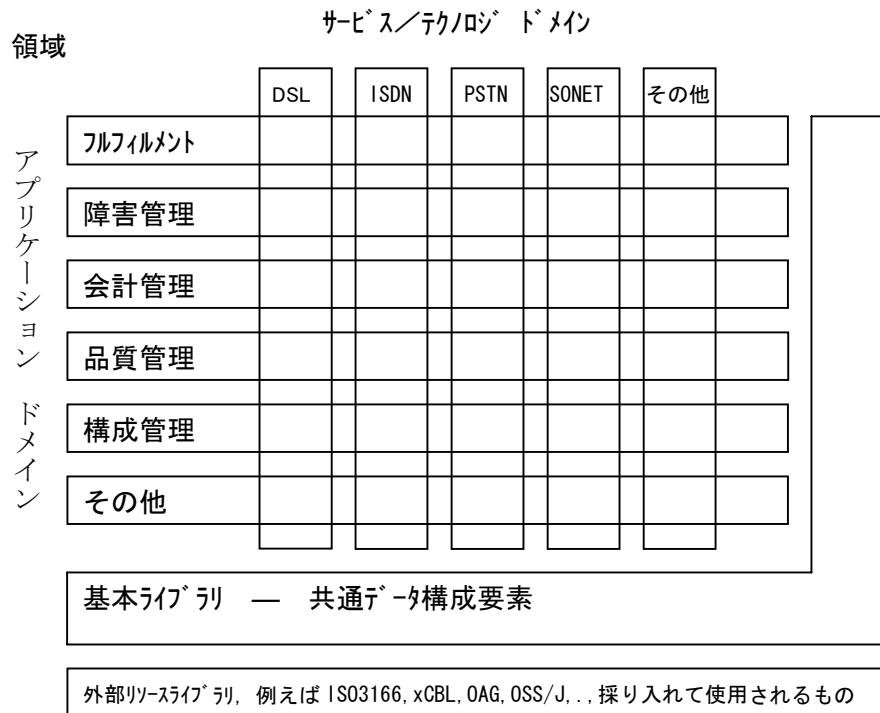 サービス／テクノロジ ドメイン
領域
DSL ISDN PSTN SONET その他
アプリケーション ドメイン
フルフィルメント
障害管理
会計管理
品質管理
構成管理
その他
基本ライブラリ ― 共通データ構成要素
外部リソースライブラリ, 例えば ISO3166, xCBL, OAG, OSS/J, . , 採り入れて使用されるもの